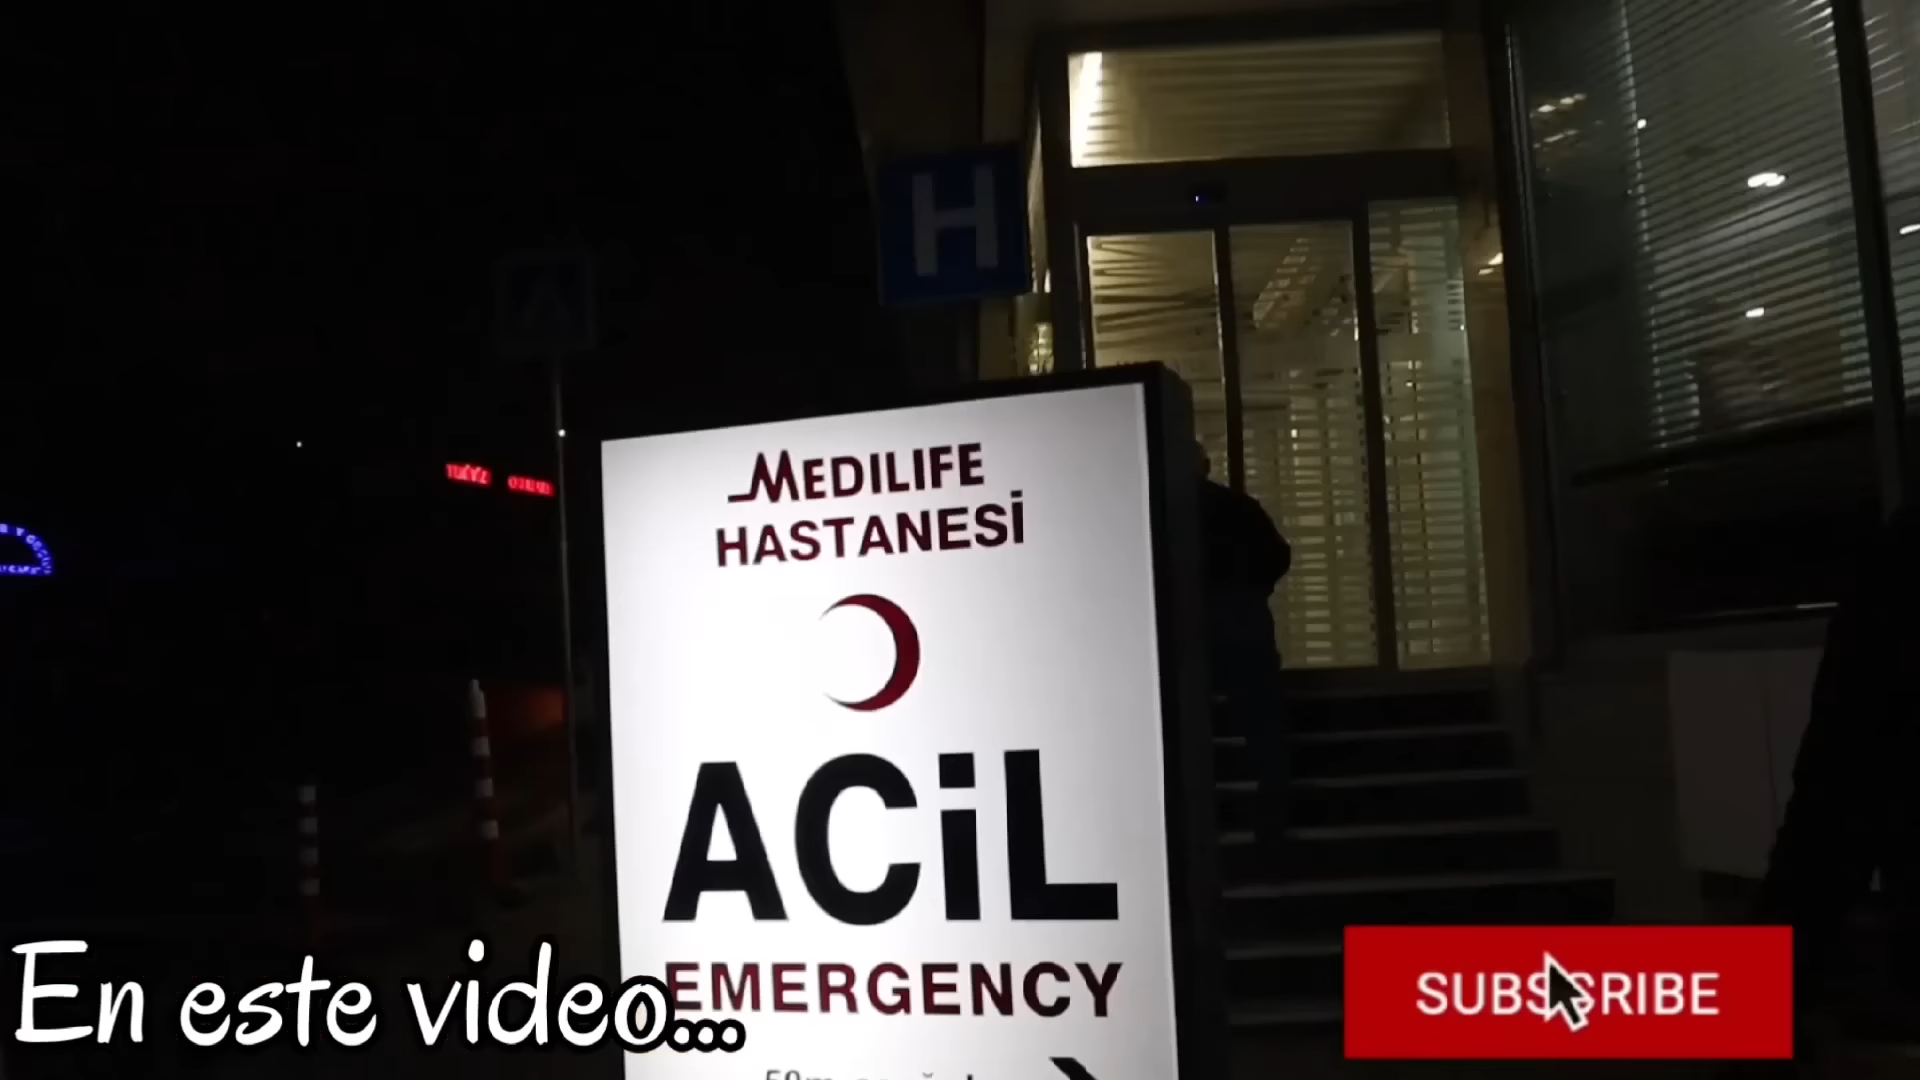 H
MEDILIFE
HASTANESİ
ACİL
EMERGENCY
En este video...
SUBSCRIBE